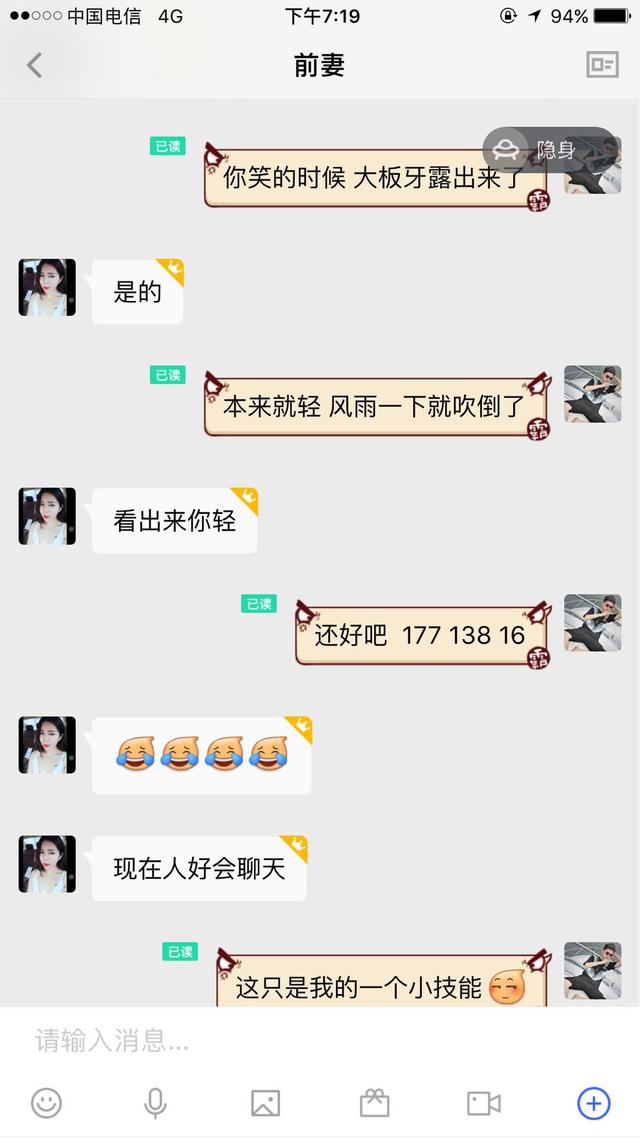 中国电信 4G 下午7:19 94%
前妻
隐身
已读
你笑的时候 大板牙露出来了
霸
是的
已读
本来就轻 风雨一下就吹倒了
霸
看出来你轻
已读
还好吧 177 138 16
霸
现在人好会聊天
已读
这只是我的一个小技能
请输入消息...